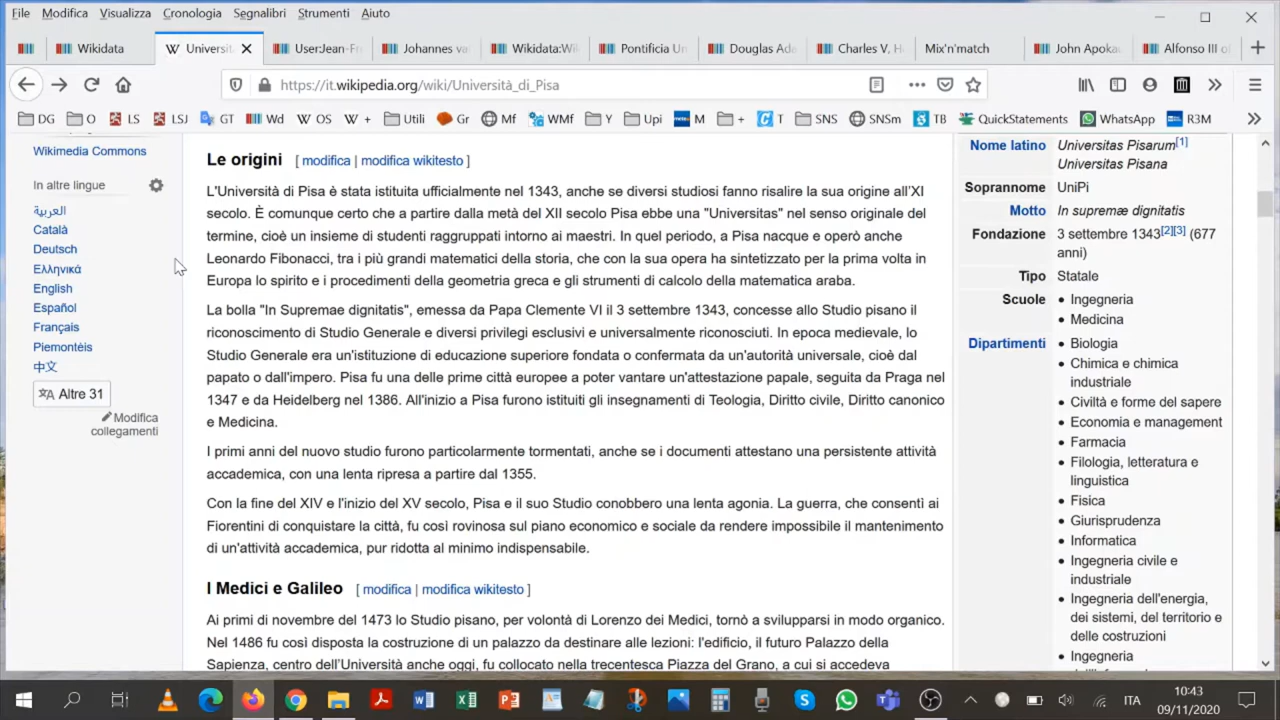 File Modifica Visualizza Cronologia Segnalibri Strumenti Aiuto
Wikidata
Universit
UserJean-Fr
Johannes va
Wikidata:Wi
Pontificia Un
Douglas Ada
Charles V, H
Mix'n'match
John Apoka
Alfonso III o
https://it.wikipedia.org/wiki/Università_di_Pisa
DG O LS LSJ GT Wd OS + Utili Gr Mf WMf Y Upi M + T SNS SNSm TB QuickStatements WhatsApp R3M
Wikimedia Commons
In altre lingue
العربية
Català
Deutsch
Ελληνικά
English
Español
Français
Piemontèis
中文
Altre 31
Modifica
collegamenti
Le origini [ modifica | modifica wikitesto ]
L'Università di Pisa è stata istituita ufficialmente nel 1343, anche se diversi studiosi fanno risalire la sua origine all'XI
secolo. È comunque certo che a partire dalla metà del XII secolo Pisa ebbe una "Universitas" nel senso originale del
termine, cioè un insieme di studenti raggruppati intorno ai maestri. In quel periodo, a Pisa nacque e operò anche
Leonardo Fibonacci, tra i più grandi matematici della storia, che con la sua opera ha sintetizzato per la prima volta in
Europa lo spirito e i procedimenti della geometria greca e gli strumenti di calcolo della matematica araba.
La bolla "In Supremae dignitatis", emessa da Papa Clemente VI il 3 settembre 1343, concesse allo Studio pisano il
riconoscimento di Studio Generale e diversi privilegi esclusivi e universalmente riconosciuti. In epoca medievale, lo
Studio Generale era un'istituzione di educazione superiore fondata o confermata da un'autorità universale, cioè dal
papato o dall'impero. Pisa fu una delle prime città europee a poter vantare un'attestazione papale, seguita da Praga nel
1347 e da Heidelberg nel 1386. All'inizio a Pisa furono istituiti gli insegnamenti di Teologia, Diritto civile, Diritto canonico
e Medicina.
I primi anni del nuovo studio furono particolarmente tormentati, anche se i documenti attestano una persistente attività
accademica, con una lenta ripresa a partire dal 1355.
Con la fine del XIV e l'inizio del XV secolo, Pisa e il suo Studio conobbero una lenta agonia. La guerra, che consentì ai
Fiorentini di conquistare la città, fu così rovinosa sul piano economico e sociale da rendere impossibile il mantenimento
di un'attività accademica, pur ridotta al minimo indispensabile.
I Medici e Galileo [ modifica | modifica wikitesto ]
Ai primi di novembre del 1473 lo Studio pisano, per volontà di Lorenzo dei Medici, tornò a svilupparsi in modo organico.
Nel 1486 fu così disposta la costruzione di un palazzo da destinare alle lezioni: l'edificio, il futuro Palazzo della
Sapienza, centro dell'Università anche oggi, fu collocato nella trecentesca Piazza del Grano, a cui si accedeva
Nome latino Universitas Pisarum[1]
Universitas Pisana
Soprannome UniPi
Motto In supremæ dignitatis
Fondazione 3 settembre 1343[2][3] (677
anni)
Tipo Statale
Scuole • Ingegneria
• Medicina
Dipartimenti • Biologia
• Chimica e chimica
industriale
• Civiltà e forme del sapere
• Economia e management
• Farmacia
• Filologia, letteratura e
linguistica
• Fisica
• Giurisprudenza
• Informatica
• Ingegneria civile e
industriale
• Ingegneria dell'energia,
dei sistemi, del territorio e
delle costruzioni
• Ingegneria
ITA
10:43
09/11/2020